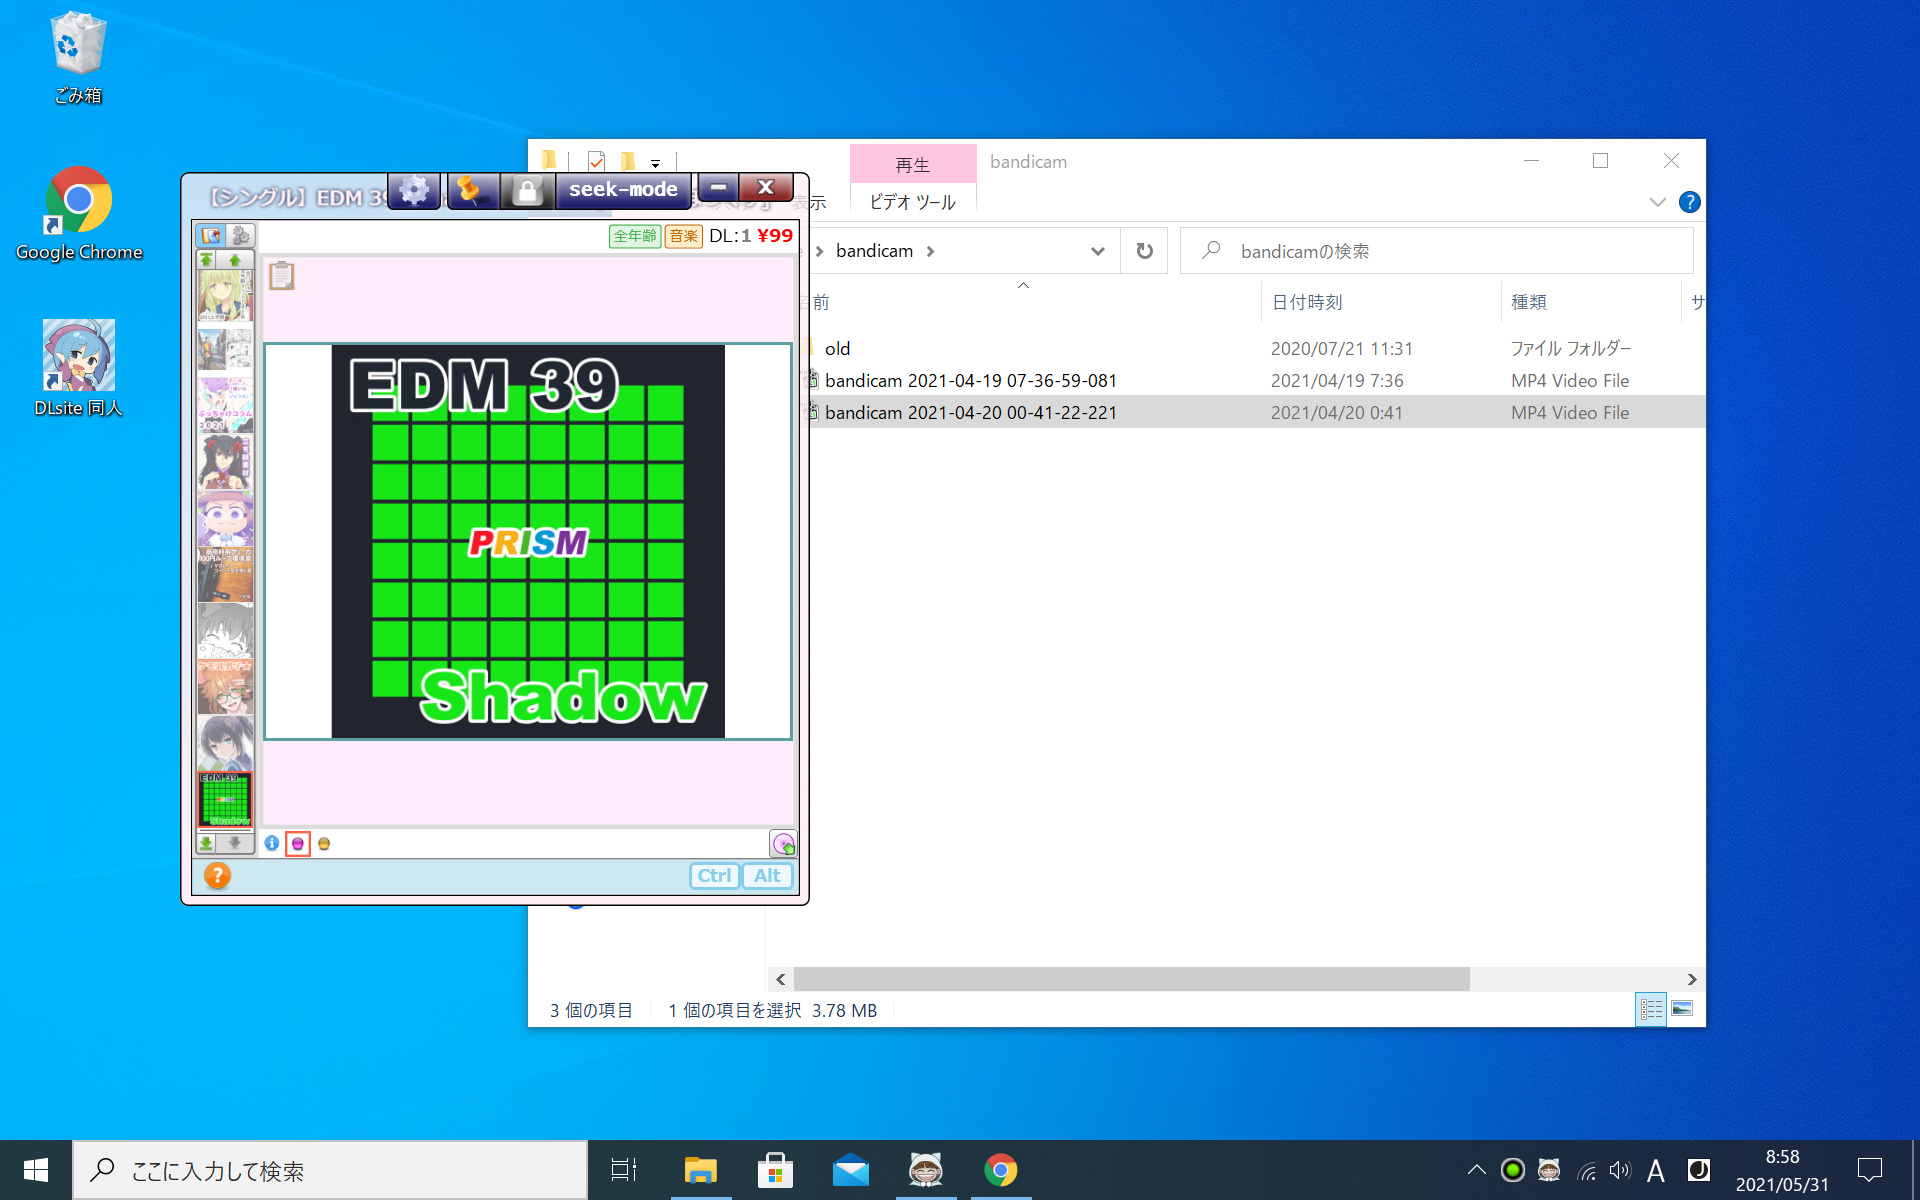 ごみ箱
Google Chrome
DLsite 同人
【シングル】EDM 39
seek-mode
全年齢
音楽
DL:1 ¥99
EDM 39
PRISM
Shadow
EDM 39
Shadow
2021
Ctrl
Alt
再生
bandicam
表示
ビデオ ツール
bandicam
bandicamの検索
前
日付時刻
種類
サ
old
2020/07/21 11:31
ファイル フォルダー
bandicam 2021-04-19 07-36-59-081
2021/04/19 7:36
MP4 Video File
bandicam 2021-04-20 00-41-22-221
2021/04/20 0:41
MP4 Video File
3 個の項目
1 個の項目を選択 3.78 MB
ここに入力して検索
A
8:58
2021/05/31